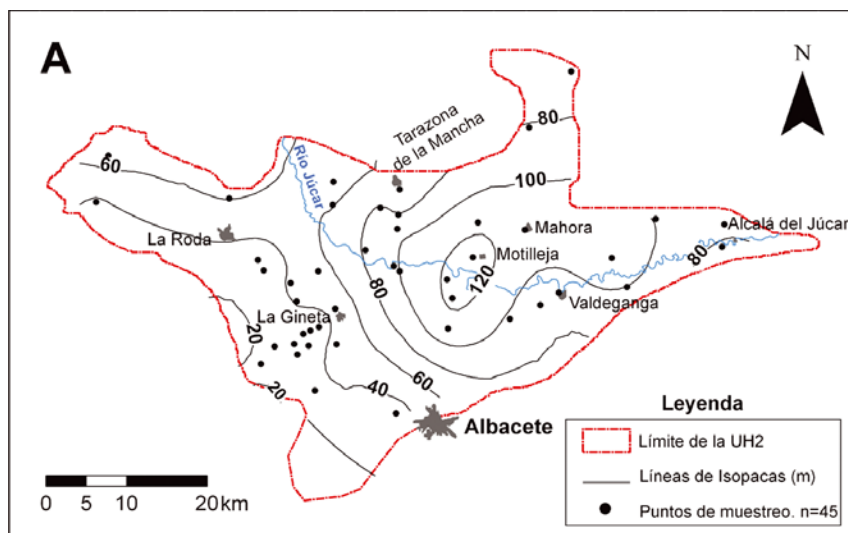 A
N
80
Tarazona
de la Mancha
60
Río Júcar
100
La Roda
Mahora
Alcalá del Júcar
Motilleja
80
80
120
Valdeganga
La Gineta
20
20
40
60
Albacete
Leyenda
Límite de la UH2
Líneas de Isopacas (m)
Puntos de muestreo. n=45
0 5 10 20 km